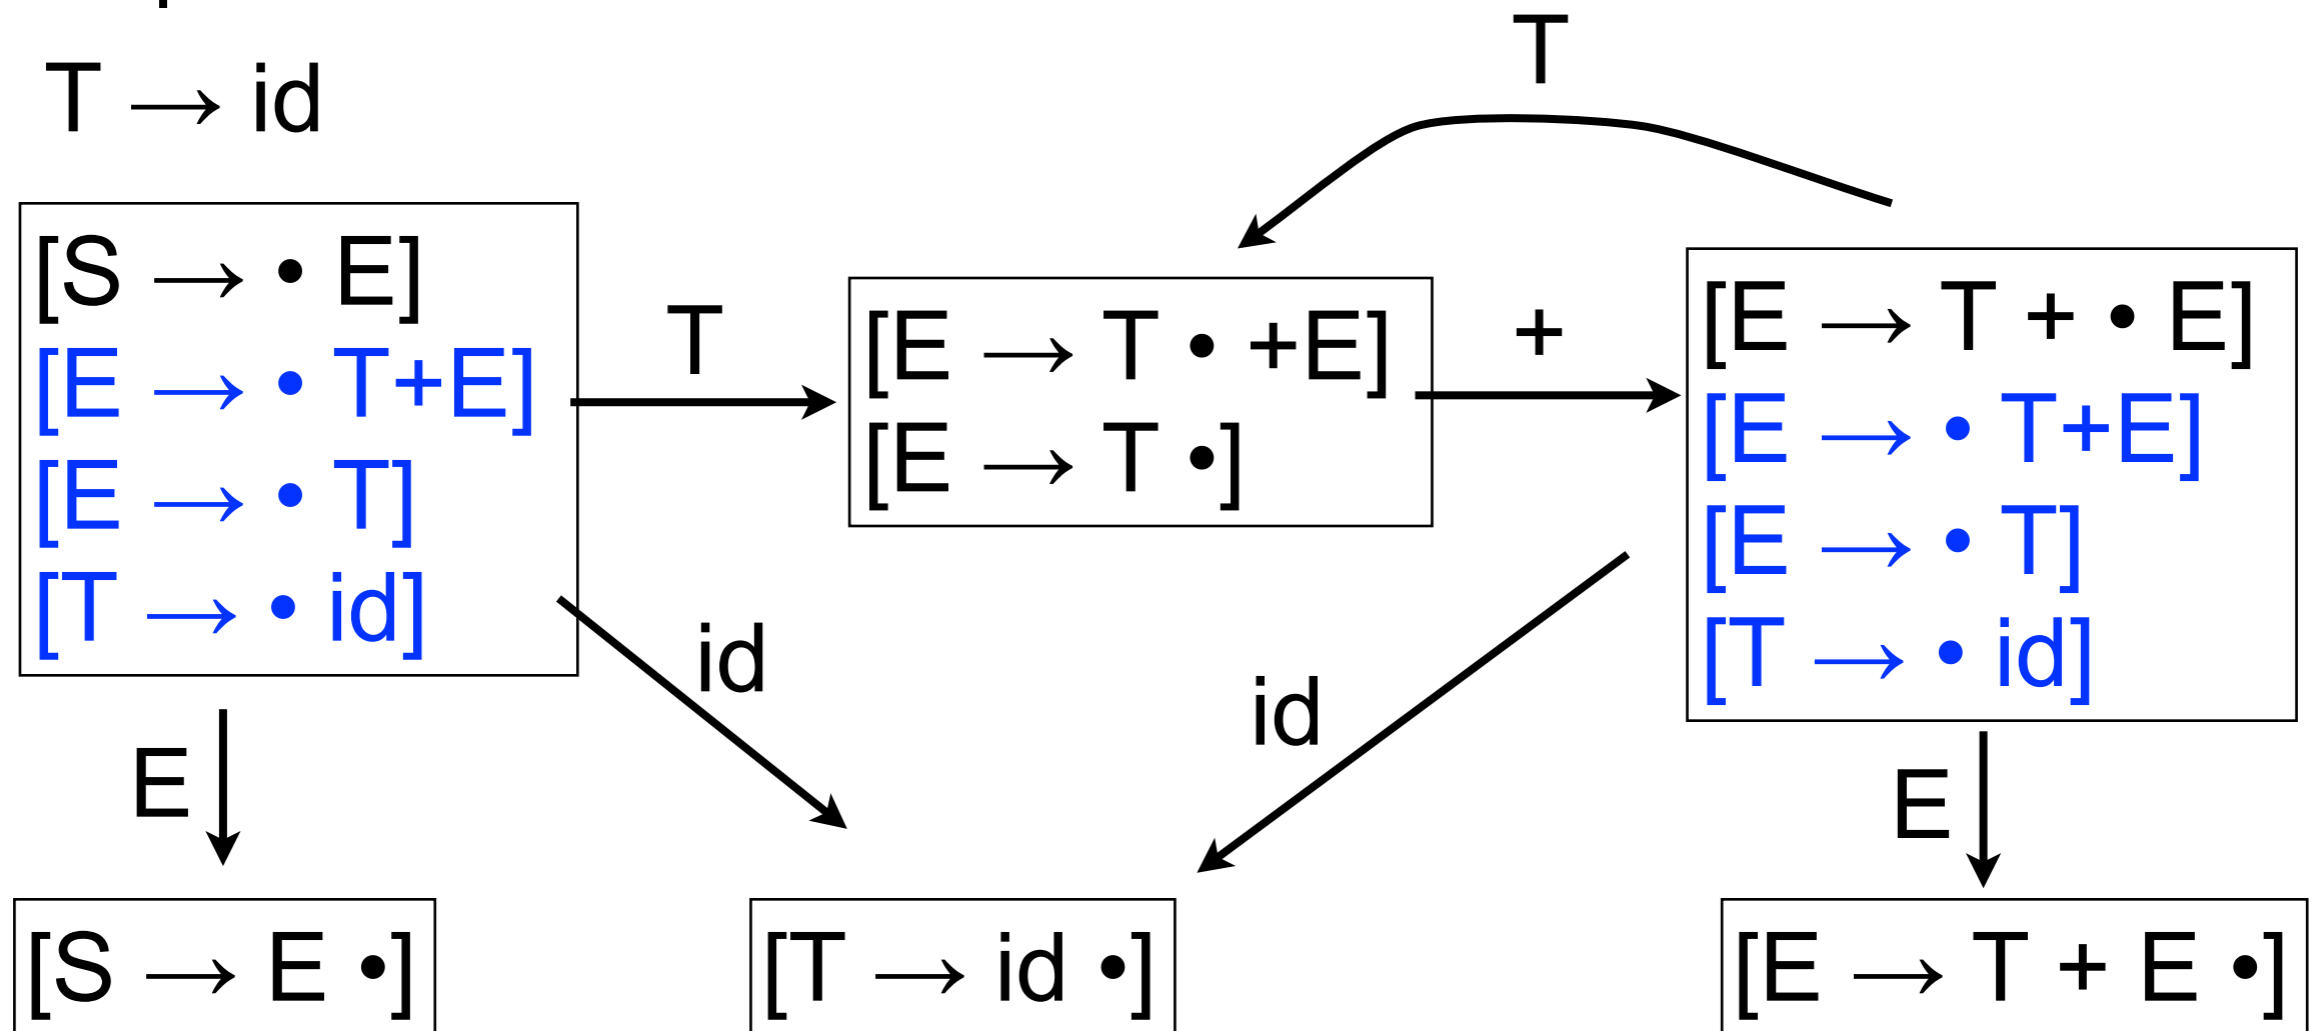 T → id
T
[S → • E]
[E → • T+E]
[E → • T]
[T → • id]
T
[E → T • +E]
[E → T •]
+
[E → T + • E]
[E → • T+E]
[E → • T]
[T → • id]
id
id
E
E
[S → E •]
[T → id •]
[E → T + E •]